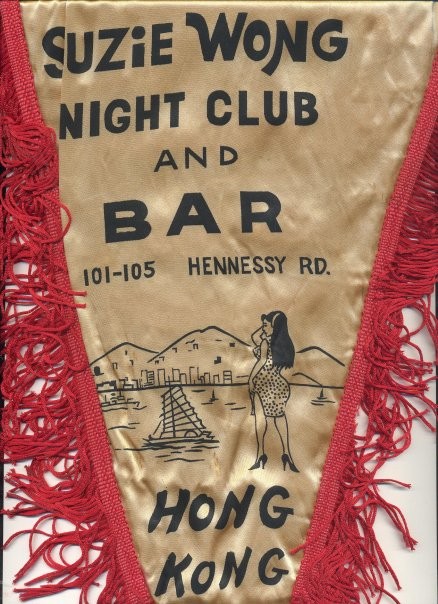 SUZiE WONG
NIGHT CLUB
AND
BAR
101-105 HENNESSY RD.
HONG
KONG